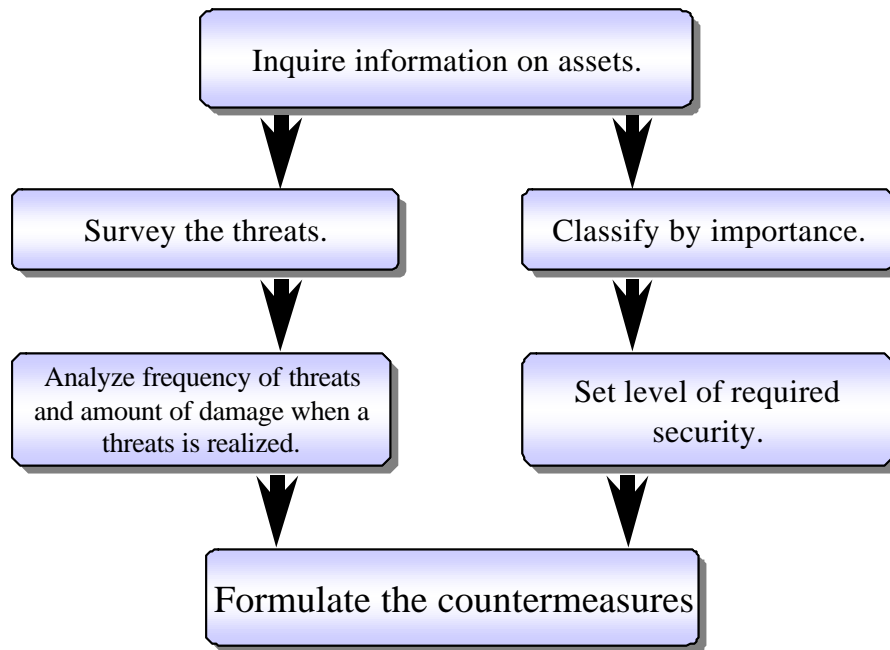 Inquire information on assets.
Survey the threats.
Classify by importance.
Analyze frequency of threats
and amount of damage when a
threats is realized.
Set level of required
security.
Formulate the countermeasures